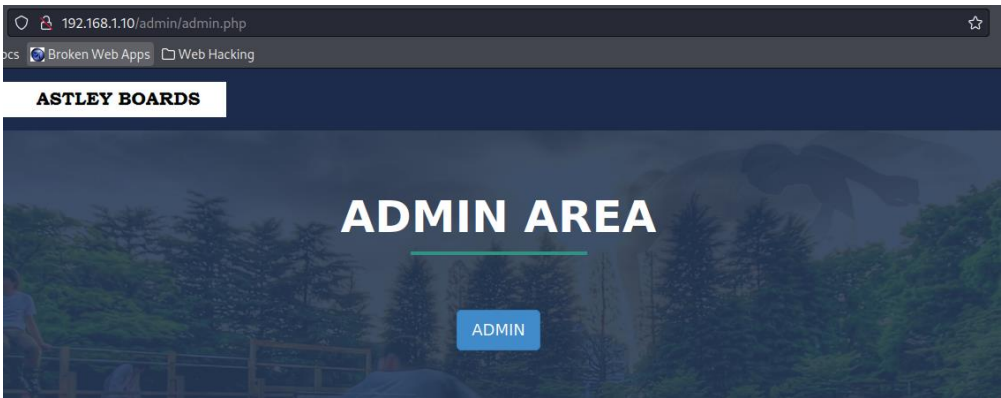 192.168.1.10/admin/admin.php
ocs Broken Web Apps Web Hacking
ASTLEY BOARDS
ADMIN AREA
ADMIN